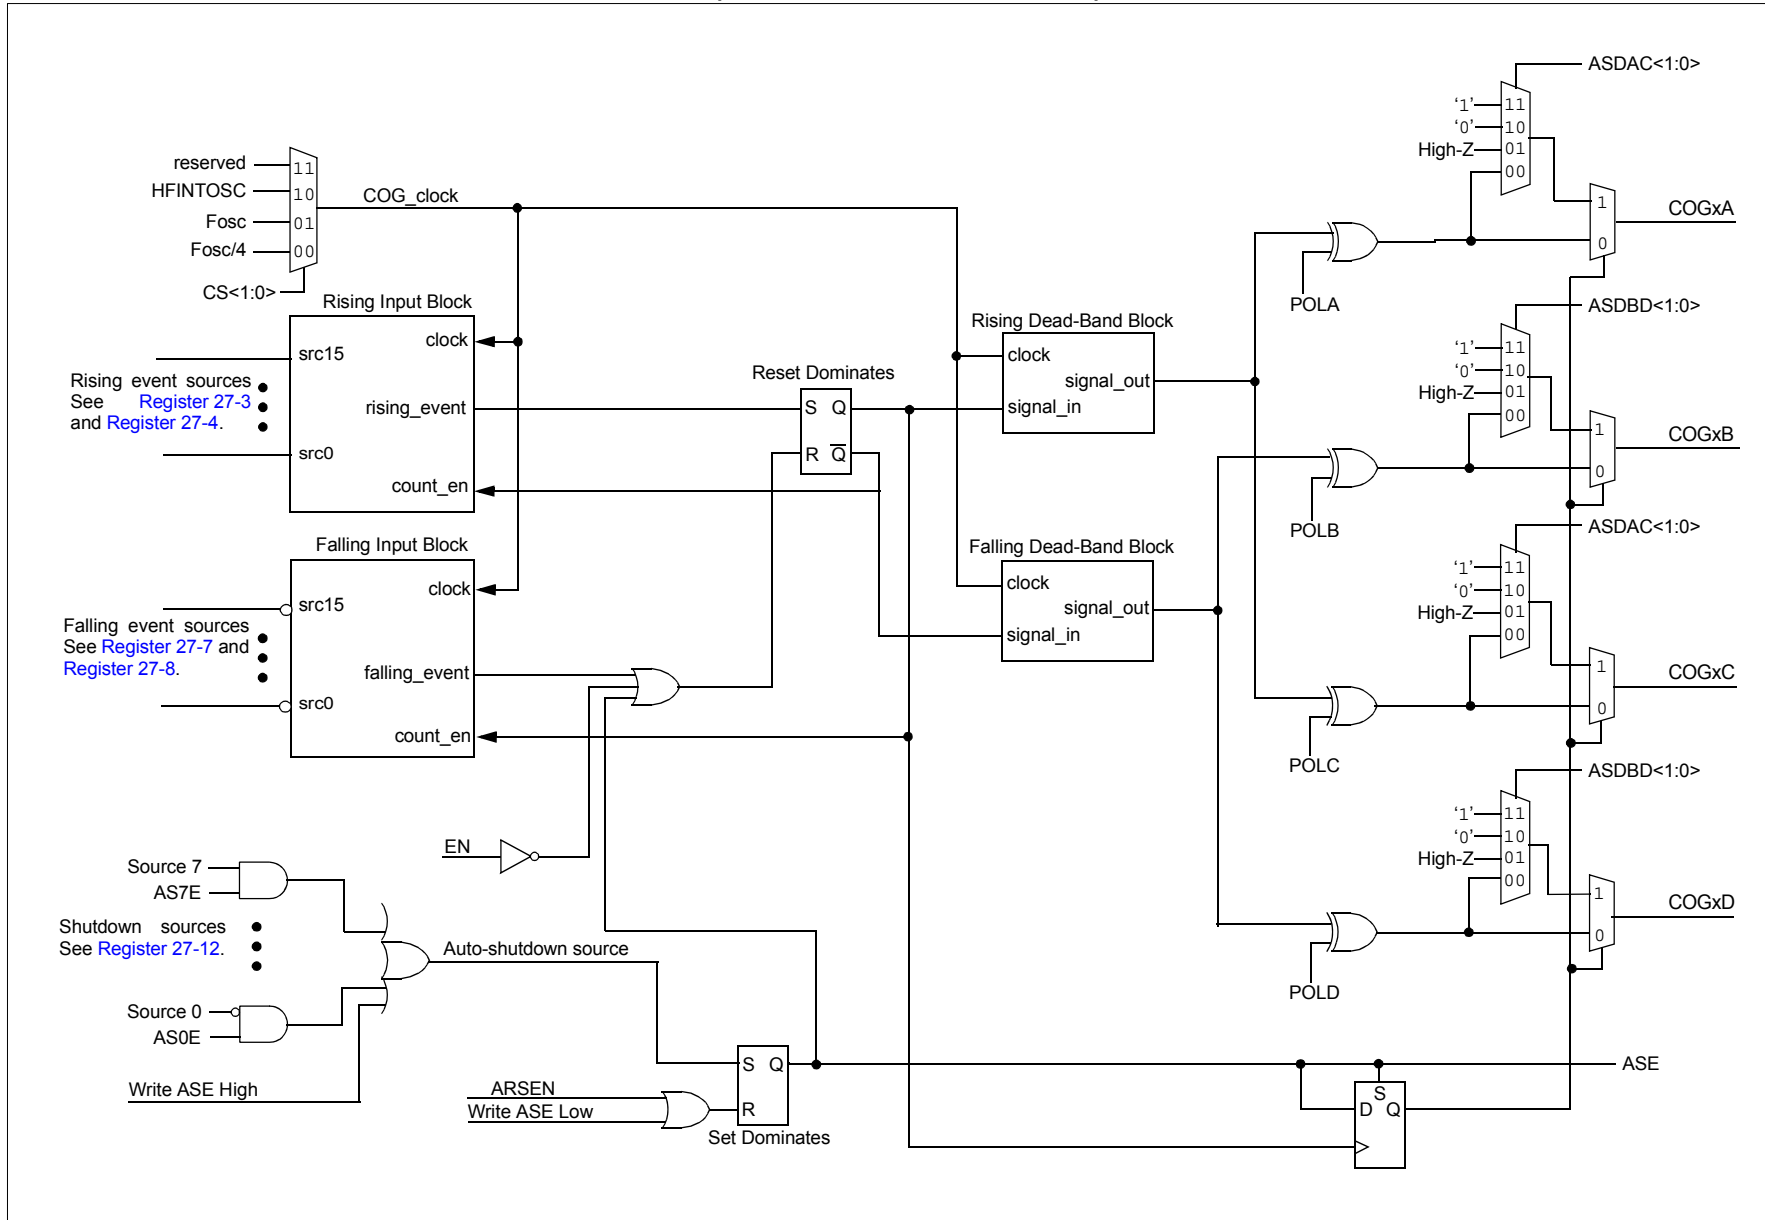 ASDAC<1:0>
'1' 11
'0' 10
High-Z 01
00
1
0
COGxA
POLA
reserved 11
HFINTOSC 10
Fosc 01
Fosc/4 00
CS<1:0>
COG_clock
Rising Input Block
clock
src15
Rising event sources
See Register 27-3
and Register 27-4.
rising_event
src0
count_en
Reset Dominates
S Q
R Q̅
Rising Dead-Band Block
clock
signal_out
signal_in
ASDBD<1:0>
'1' 11
'0' 10
High-Z 01
00
1
0
COGxB
POLB
Falling Input Block
clock
src15
Falling event sources
See Register 27-7 and
Register 27-8.
falling_event
src0
count_en
Falling Dead-Band Block
clock
signal_out
signal_in
ASDAC<1:0>
'1' 11
'0' 10
High-Z 01
00
1
0
COGxC
POLC
EN
ASDBD<1:0>
'1' 11
'0' 10
High-Z 01
00
1
0
COGxD
POLD
Source 7
AS7E
Shutdown sources
See Register 27-12.
Auto-shutdown source
Source 0
AS0E
Write ASE High
ARSEN
Write ASE Low
S Q
R
Set Dominates
ASE
S
D Q